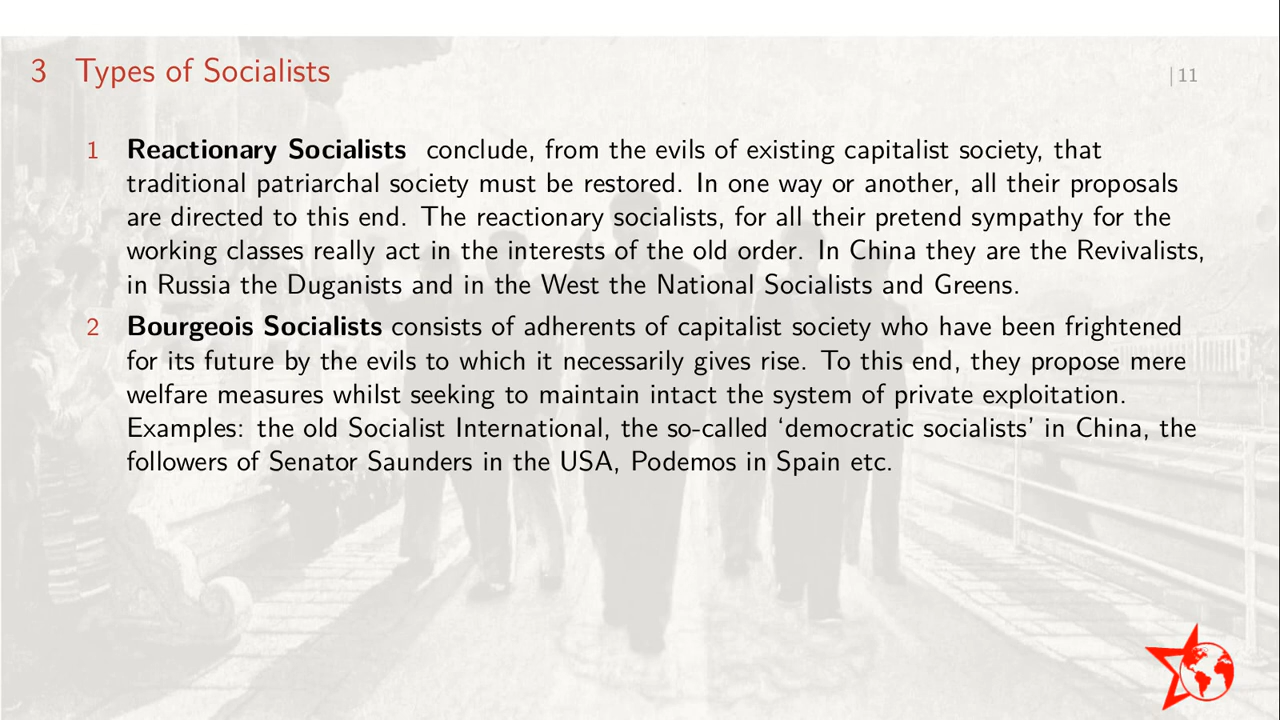 3 Types of Socialists
| 11
1 Reactionary Socialists conclude, from the evils of existing capitalist society, that
traditional patriarchal society must be restored. In one way or another, all their proposals
are directed to this end. The reactionary socialists, for all their pretend sympathy for the
working classes really act in the interests of the old order. In China they are the Revivalists,
in Russia the Duganists and in the West the National Socialists and Greens.
2 Bourgeois Socialists consists of adherents of capitalist society who have been frightened
for its future by the evils to which it necessarily gives rise. To this end, they propose mere
welfare measures whilst seeking to maintain intact the system of private exploitation.
Examples: the old Socialist International, the so-called ‘democratic socialists’ in China, the
followers of Senator Saunders in the USA, Podemos in Spain etc.